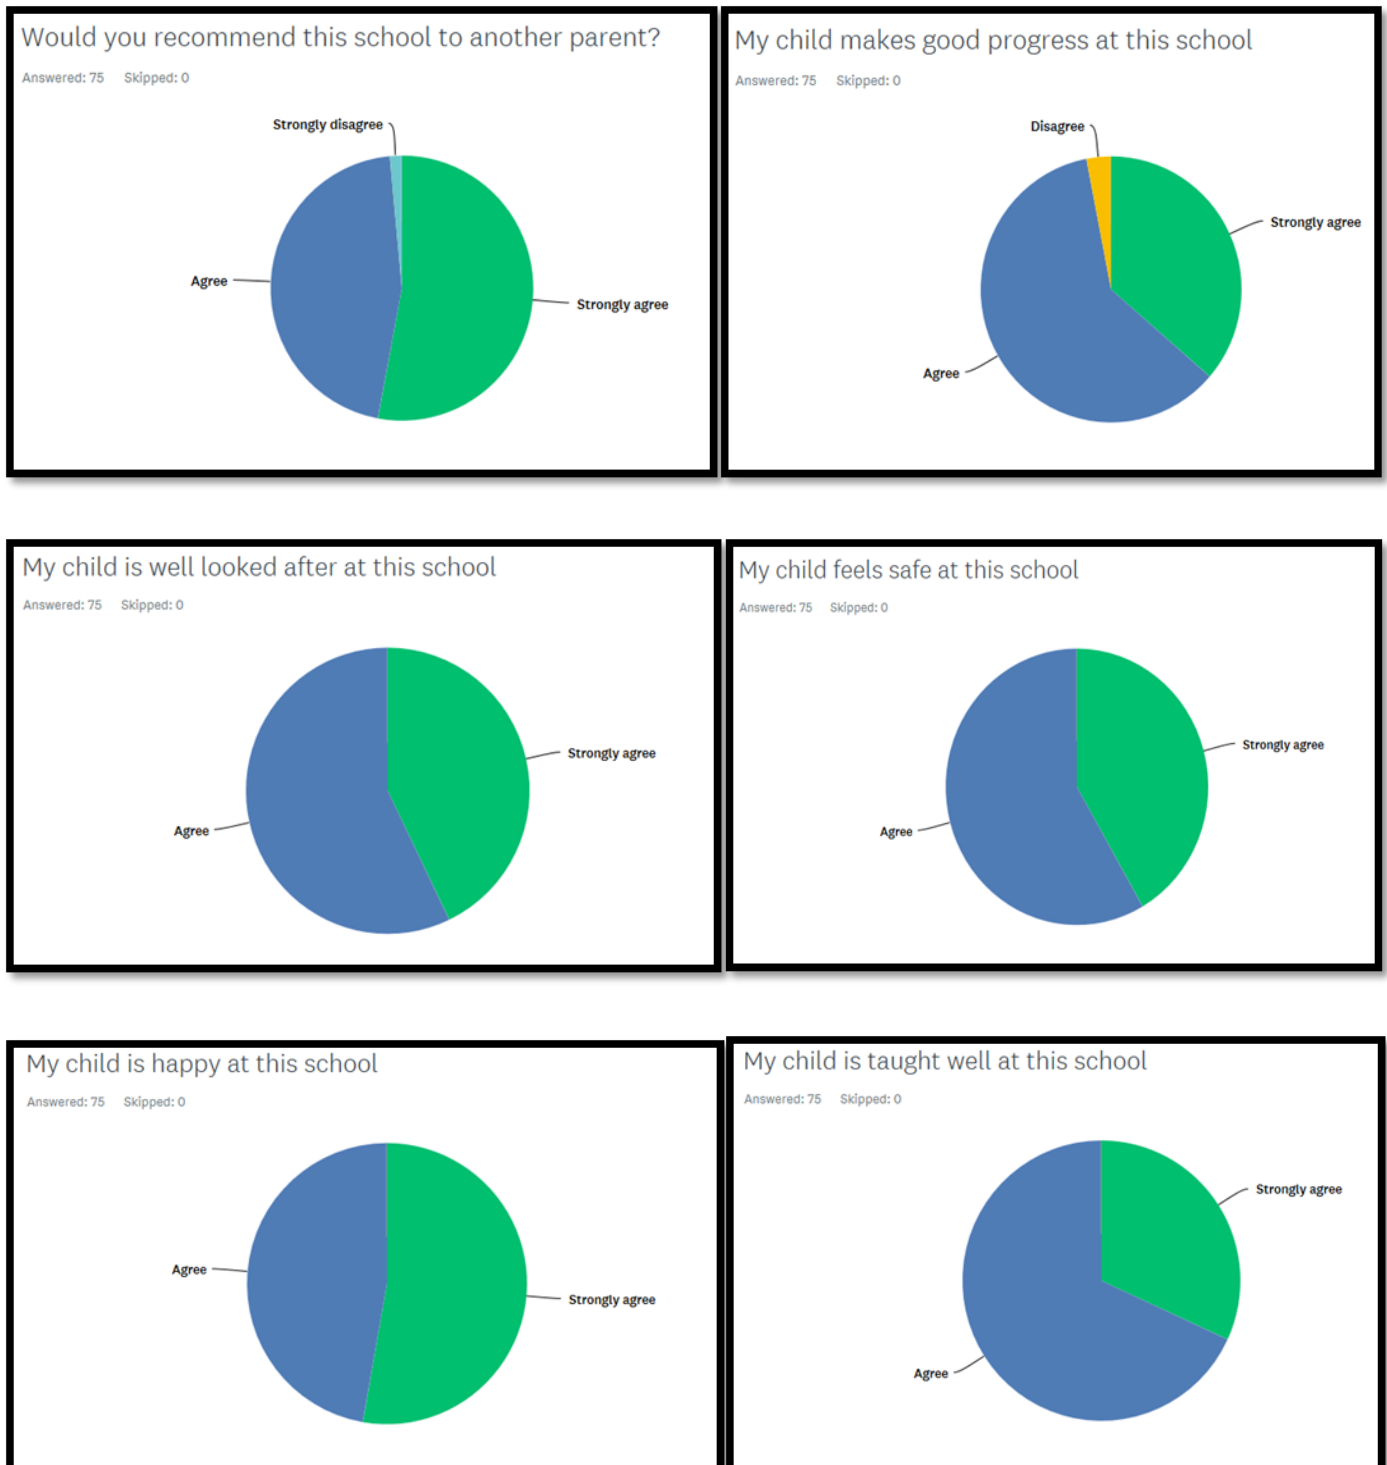 Would you recommend this school to another parent?
Answered: 75 Skipped: 0
Strongly disagree
Agree
Strongly agree
My child makes good progress at this school
Answered: 75 Skipped: 0
Disagree
Strongly agree
Agree
My child is well looked after at this school
Answered: 75 Skipped: 0
Strongly agree
Agree
My child feels safe at this school
Answered: 75 Skipped: 0
Strongly agree
Agree
My child is happy at this school
Answered: 75 Skipped: 0
Agree
Strongly agree
My child is taught well at this school
Answered: 75 Skipped: 0
Strongly agree
Agree